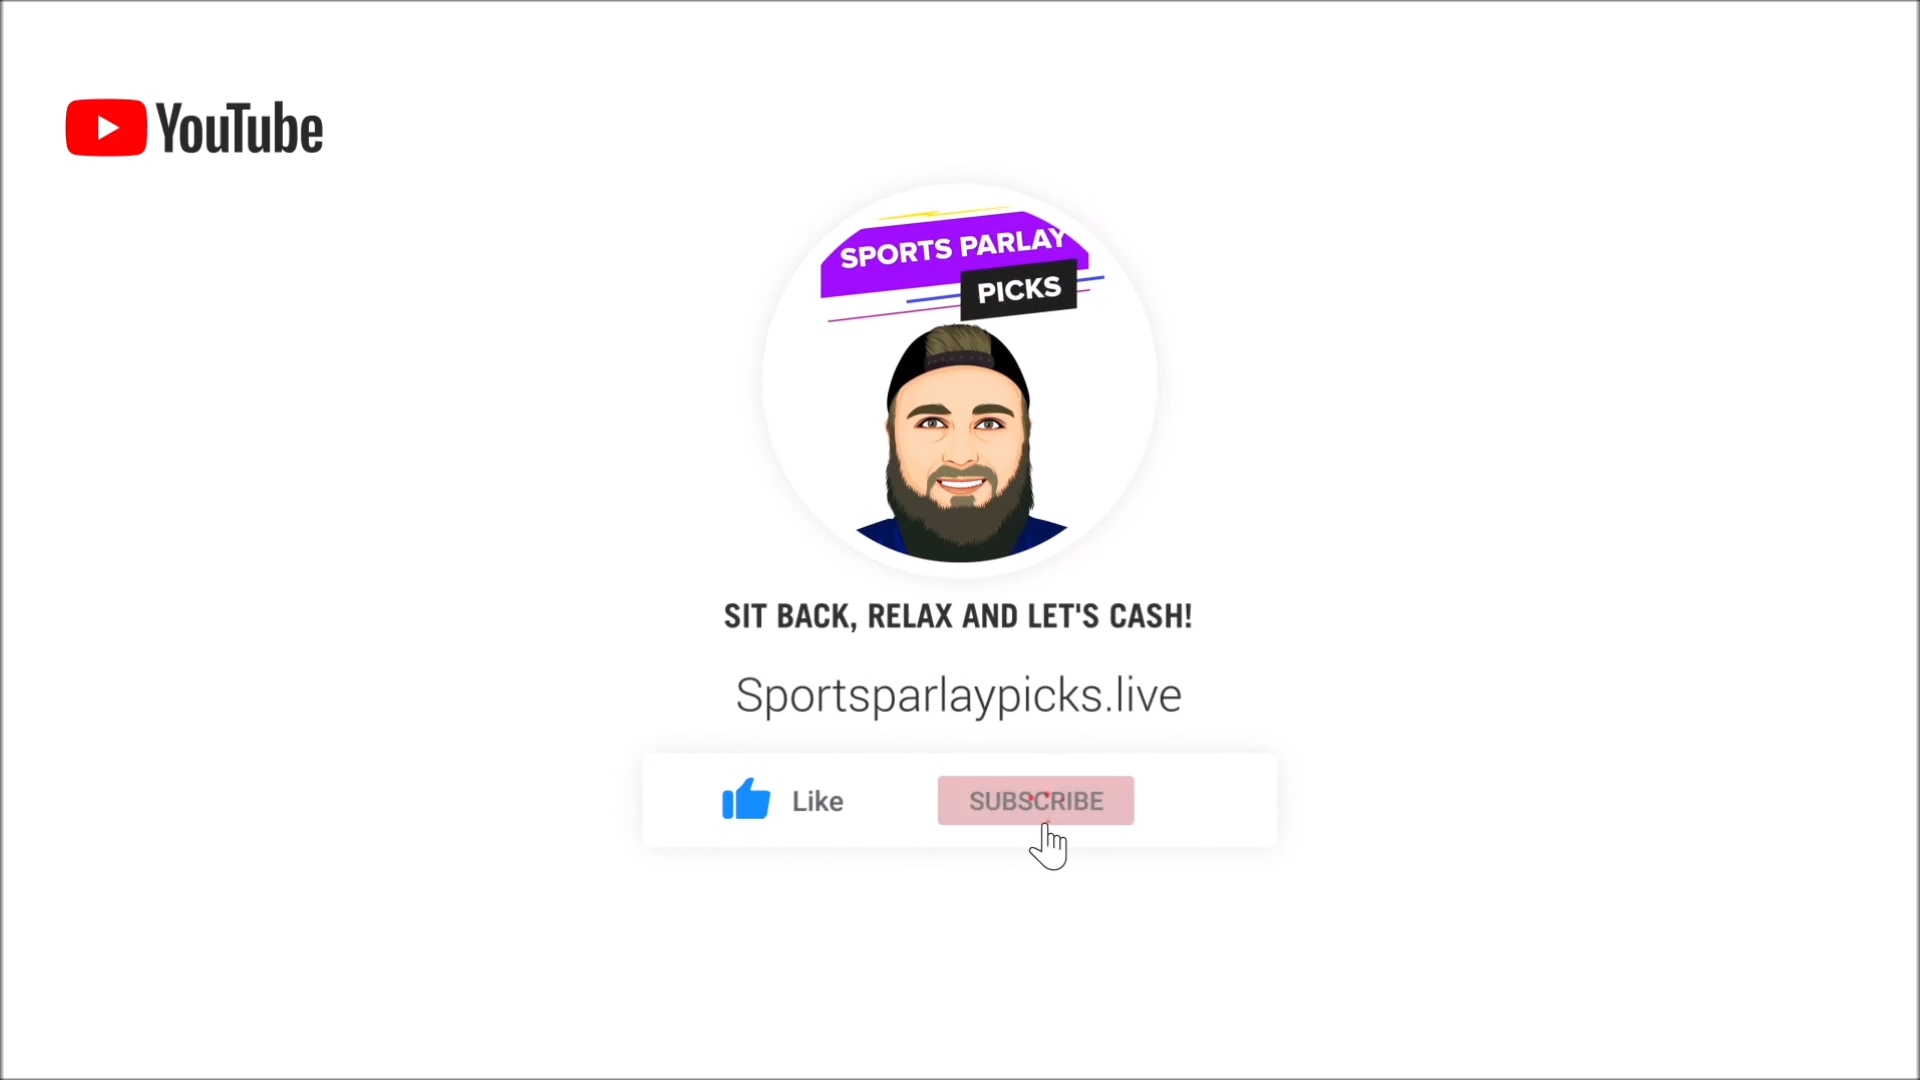 YouTube
SPORTS PARLAY
PICKS
SIT BACK, RELAX AND LET'S CASH!
Sportsparlaypicks.live
Like
SUBSCRIBE